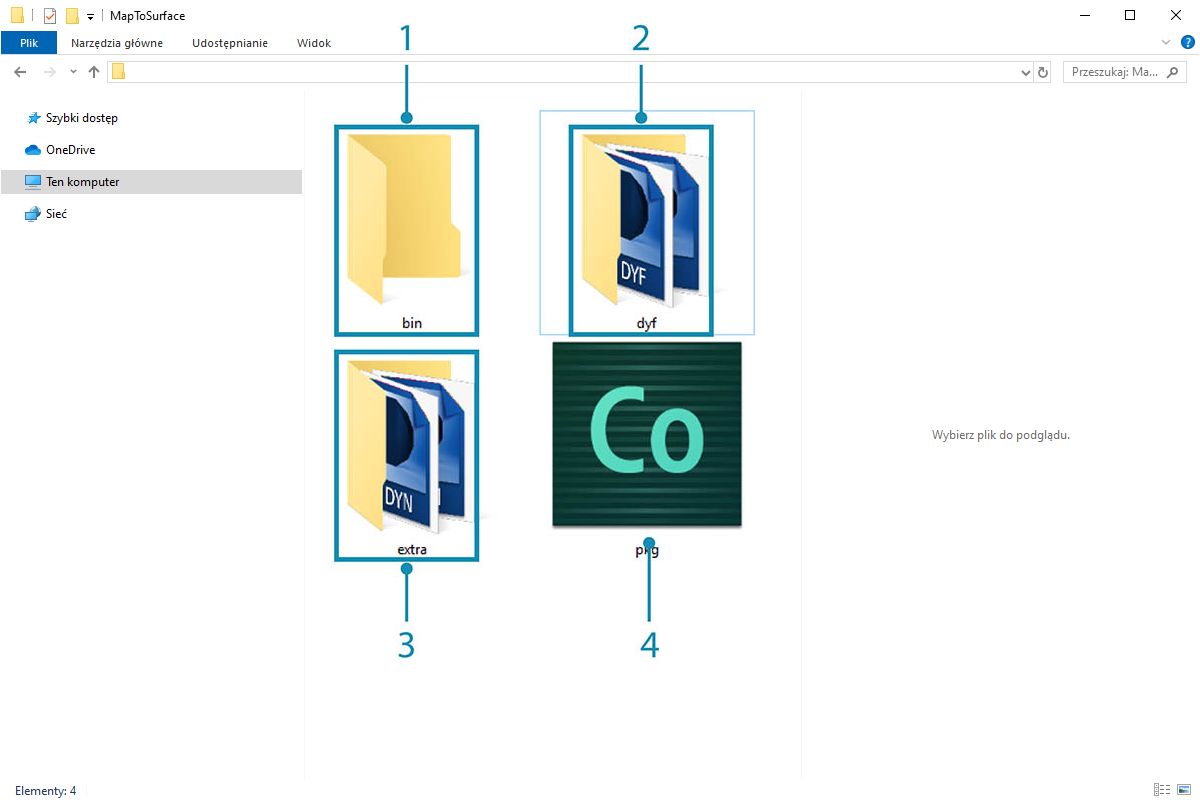 MapToSurface
Plik Narzędzia główne Udostępnianie Widok
?
Przeszukaj: Ma...
Szybki dostęp
OneDrive
Ten komputer
Sieć
1
2
DYF
bin
dyf
DYN
Co
extra
pkg
3
4
Wybierz plik do podglądu.
Elementy: 4